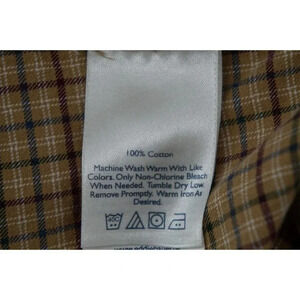 100% Cotton
Machine Wash Warm With Like
Colors. Only Non-Chlorine Bleach
When Needed. Tumble Dry Low.
Remove Promptly. Warm Iron As
Desired.